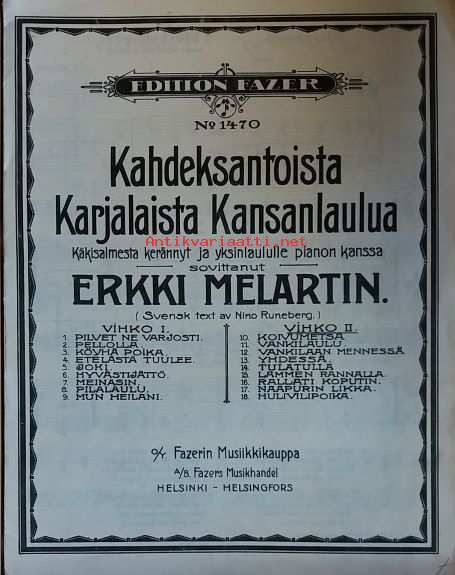 EDITION FAZER
No 1470
Kahdeksantoista
Karjalaista Kansanlaulua
Antikvariaatti.net
Käkisalmesta kerännyt ja yksinlaululle pianon kanssa
sovittanut
ERKKI MELARTIN.
(Svensk text av Nino Runeberg.)
VIHKO I.
1. PILVET NE VARJOSTI.
2. PELLOLLA.
3. KÖYHÄ POIKA.
4. ETELÄSTÄ TUULEE.
5. JOKI.
6. HYVÄSTIJÄTTÖ.
7. MEINASIN.
8. PILALAULU.
9. MUN HEILANI.
VIHKO II.
10. KOIVUMETSÄ.
11. VANKILAULU.
12. VANKILAAN MENNESSÄ
13. YHDESSÄ.
14. TULATULLA
15. LAMMEN RANNALLA.
16. RALLATI KOPUTIN.
17. NAAPURIN LIKKA.
18. HULIVILIPOIKA.
O/Y. Fazerin Musiikkikauppa
A/B. Fazers Musikhandel
HELSINKI – HELSINGFORS